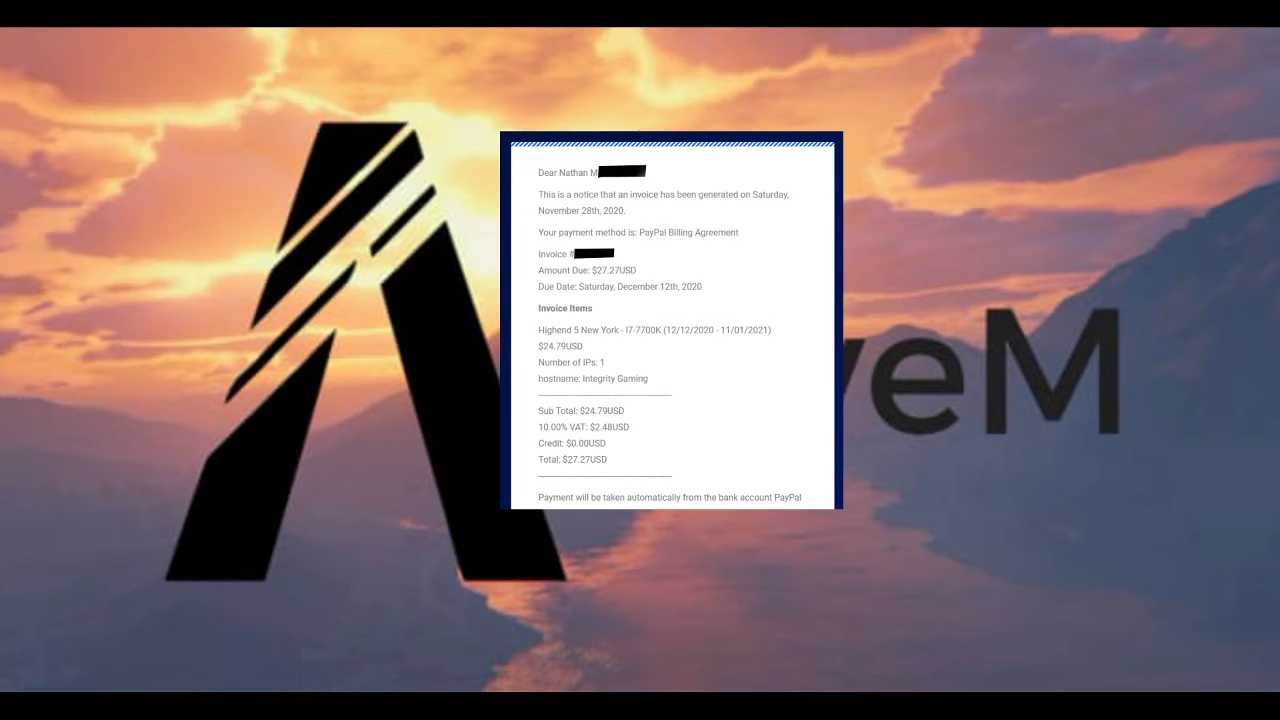 Dear Nathan M
This is a notice that an invoice has been generated on Saturday,
November 28th, 2020.
Your payment method is: PayPal Billing Agreement
Invoice #
Amount Due: $27.27USD
Due Date: Saturday, December 12th, 2020
Invoice Items
Highend 5 New York - I7-7700K (12/12/2020 - 11/01/2021)
$24.79USD
Number of IPs: 1
hostname: Integrity Gaming
Sub Total: $24.79USD
10.00% VAT: $2.48USD
Credit: $0.00USD
Total: $27.27USD
Payment will be taken automatically from the bank account PayPal
veM